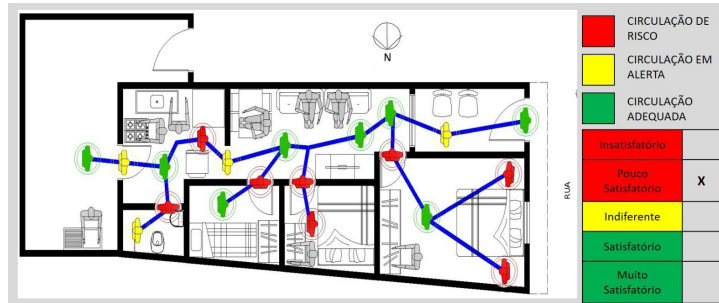 N
RUA
CIRCULAÇÃO DE
RISCO
CIRCULAÇÃO EM
ALERTA
CIRCULAÇÃO
ADEQUADA
Insatisfatório
Pouco
Satisfatório
X
Indiferente
Satisfatório
Muito
Satisfatório